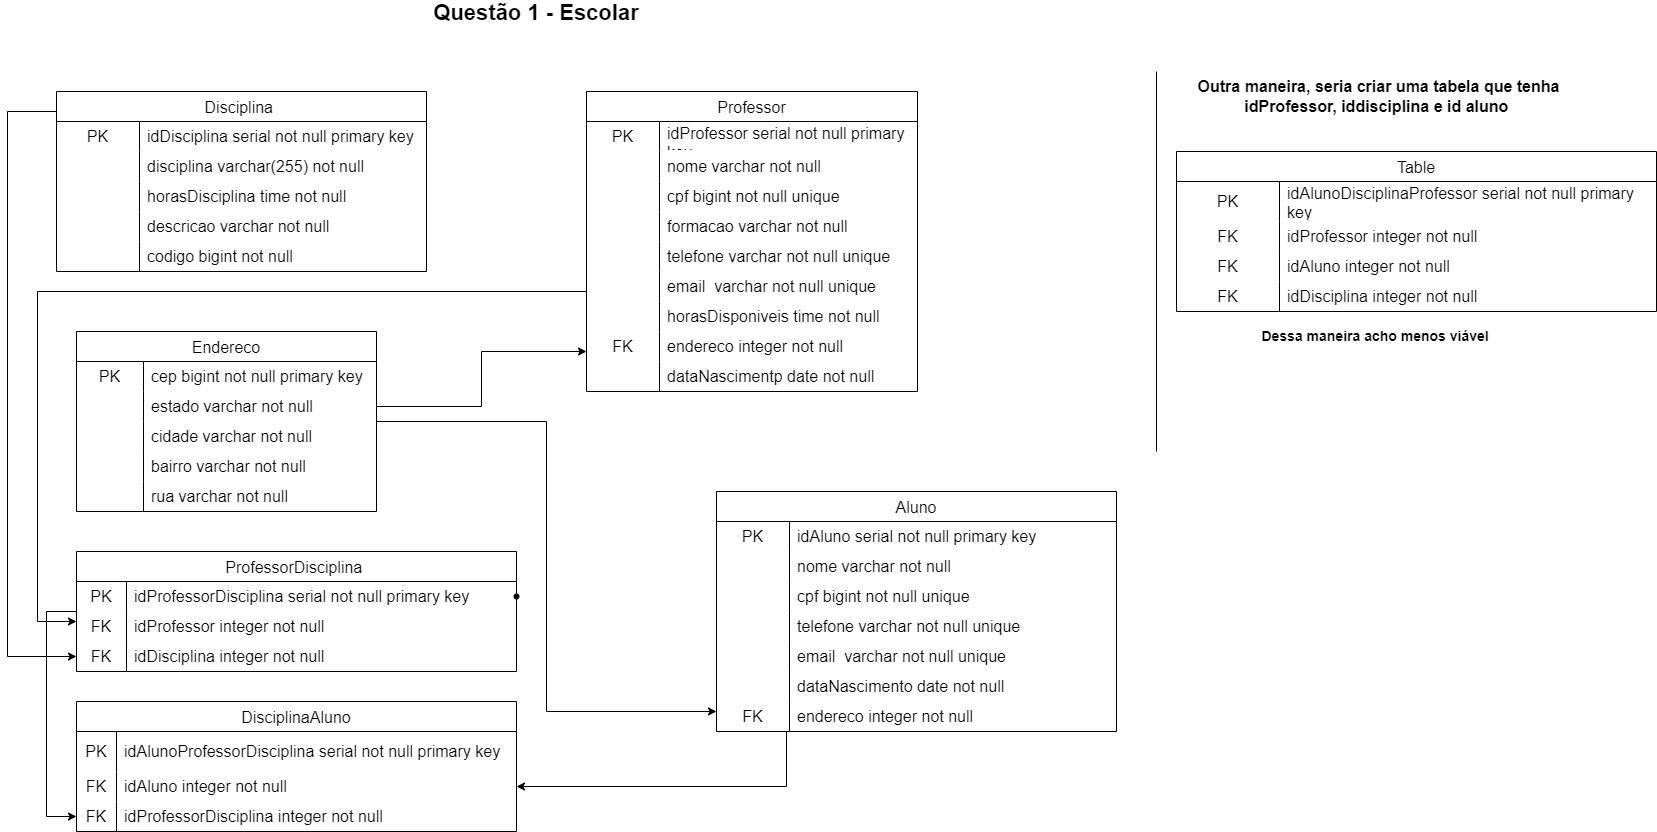 Questão 1 - Escolar
Disciplina
PK idDisciplina serial not null primary key
disciplina varchar(255) not null
horasDisciplina time not null
descricao varchar not null
codigo bigint not null
Professor
PK idProfessor serial not null primary
nome varchar not null
cpf bigint not null unique
formacao varchar not null
telefone varchar not null unique
email  varchar not null unique
horasDisponiveis time not null
FK endereco integer not null
dataNascimentp date not null
Outra maneira, seria criar uma tabela que tenha
idProfessor, iddisciplina e id aluno
Table
PK idAlunoDisciplinaProfessor serial not null primary
key
FK idProfessor integer not null
FK idAluno integer not null
FK idDisciplina integer not null
Dessa maneira acho menos viável
Endereco
PK cep bigint not null primary key
estado varchar not null
cidade varchar not null
bairro varchar not null
rua varchar not null
Aluno
PK idAluno serial not null primary key
nome varchar not null
cpf bigint not null unique
telefone varchar not null unique
email  varchar not null unique
dataNascimento date not null
FK endereco integer not null
ProfessorDisciplina
PK idProfessorDisciplina serial not null primary key
FK idProfessor integer not null
FK idDisciplina integer not null
DisciplinaAluno
PK idAlunoProfessorDisciplina serial not null primary key
FK idAluno integer not null
FK idProfessorDisciplina integer not null